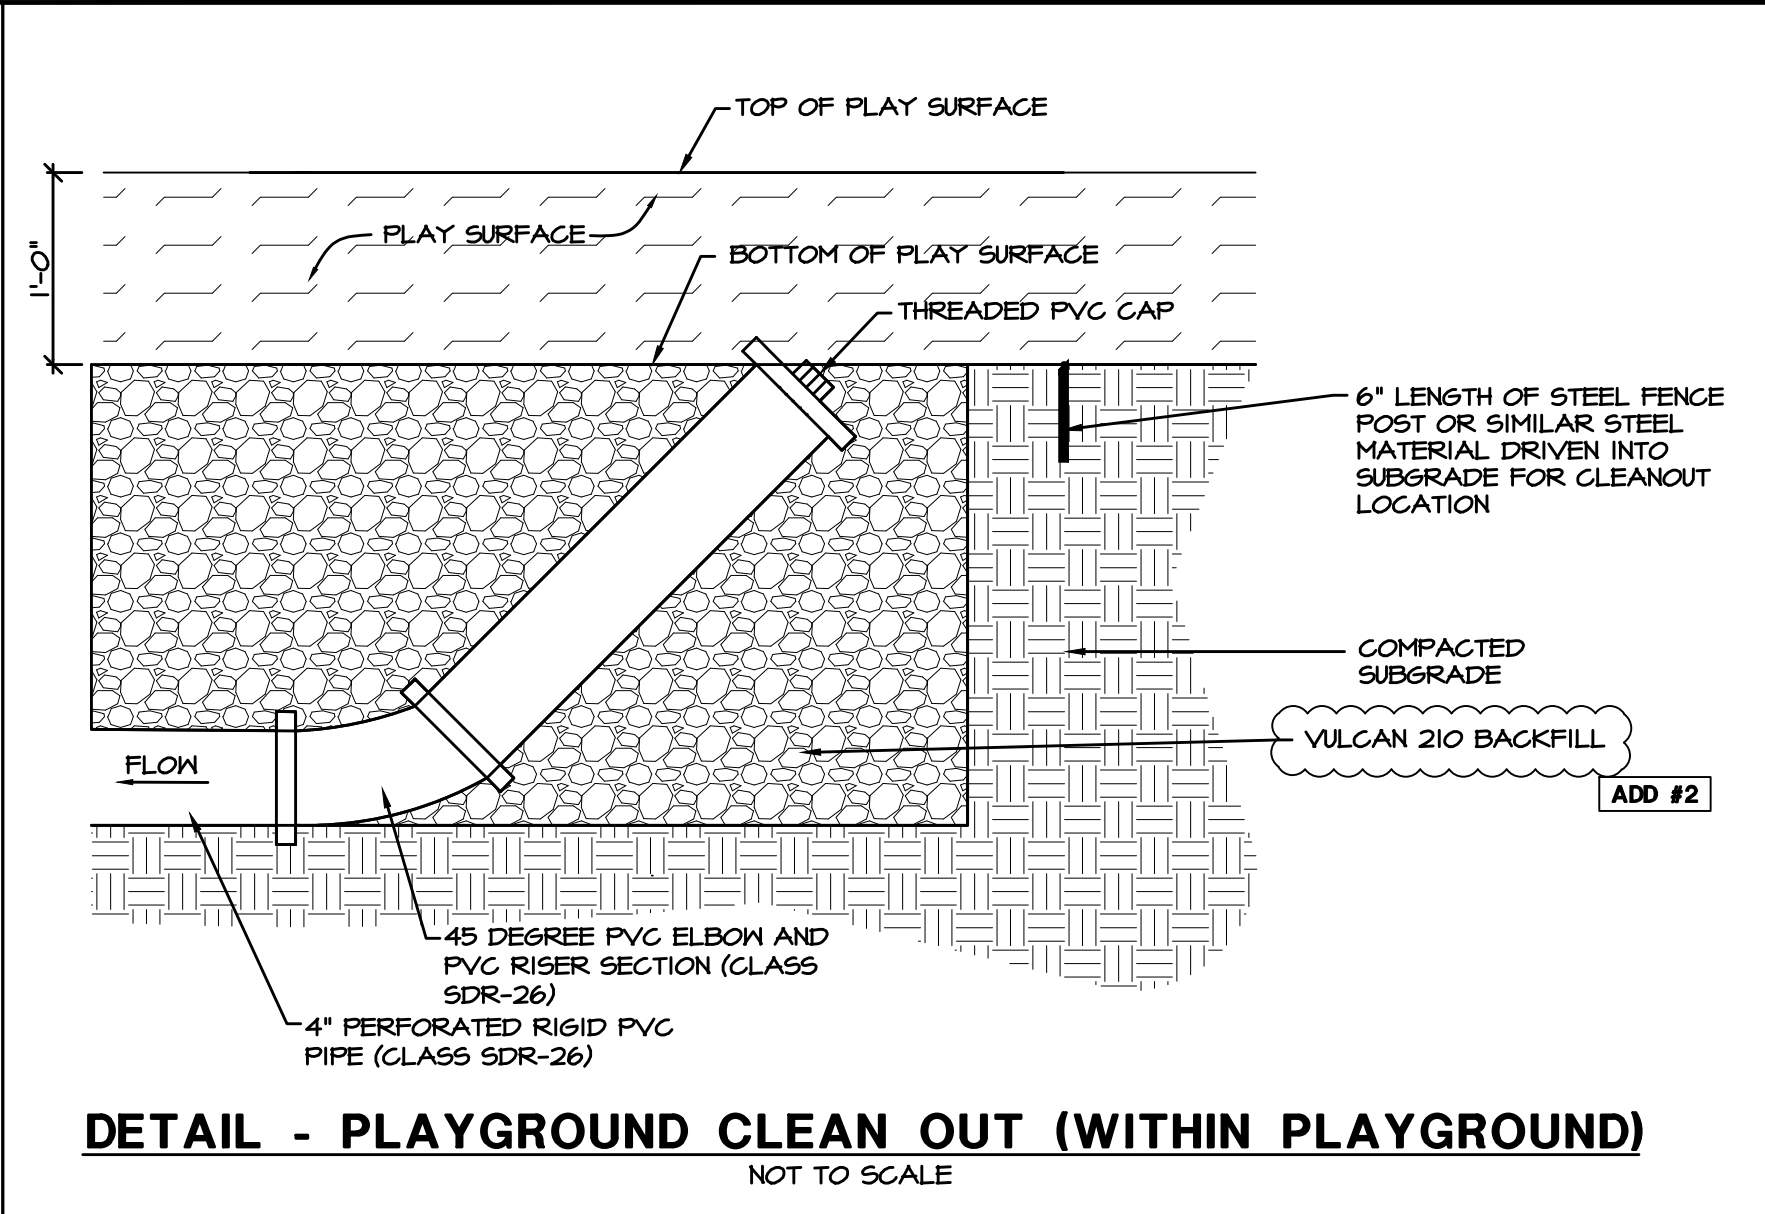 TOP OF PLAY SURFACE
PLAY SURFACE
BOTTOM OF PLAY SURFACE
1'-0"
THREADED PVC CAP
6" LENGTH OF STEEL FENCE
POST OR SIMILAR STEEL
MATERIAL DRIVEN INTO
SUBGRADE FOR CLEANOUT
LOCATION
COMPACTED
SUBGRADE
VULCAN 210 BACKFILL
ADD #2
FLOW
45 DEGREE PVC ELBOW AND
PVC RISER SECTION (CLASS
SDR-26)
4" PERFORATED RIGID PVC
PIPE (CLASS SDR-26)
DETAIL - PLAYGROUND CLEAN OUT (WITHIN PLAYGROUND)
NOT TO SCALE